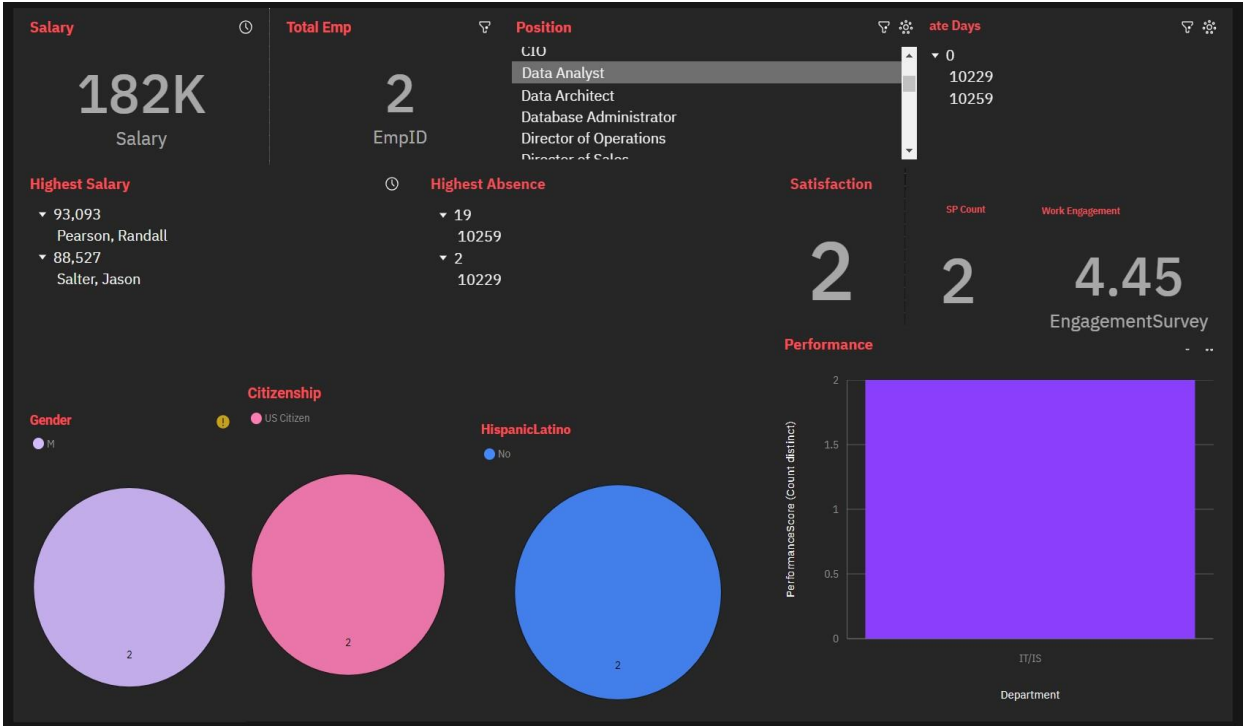 Salary
182K
Salary
Total Emp
2
EmpID
Position
CIO
Data Analyst
Data Architect
Database Administrator
Director of Operations
Director of Sales
ate Days
0
10229
10259
Highest Salary
93,093
Pearson, Randall
88,527
Salter, Jason
Highest Absence
19
10259
2
10229
Satisfaction
2
SP Count
2
Work Engagement
4.45
EngagementSurvey
Gender
M
2
Citizenship
US Citizen
2
HispanicLatino
No
2
Performance
PerformanceScore (Count distinct)
2
1.5
1
0.5
0
IT/IS
Department